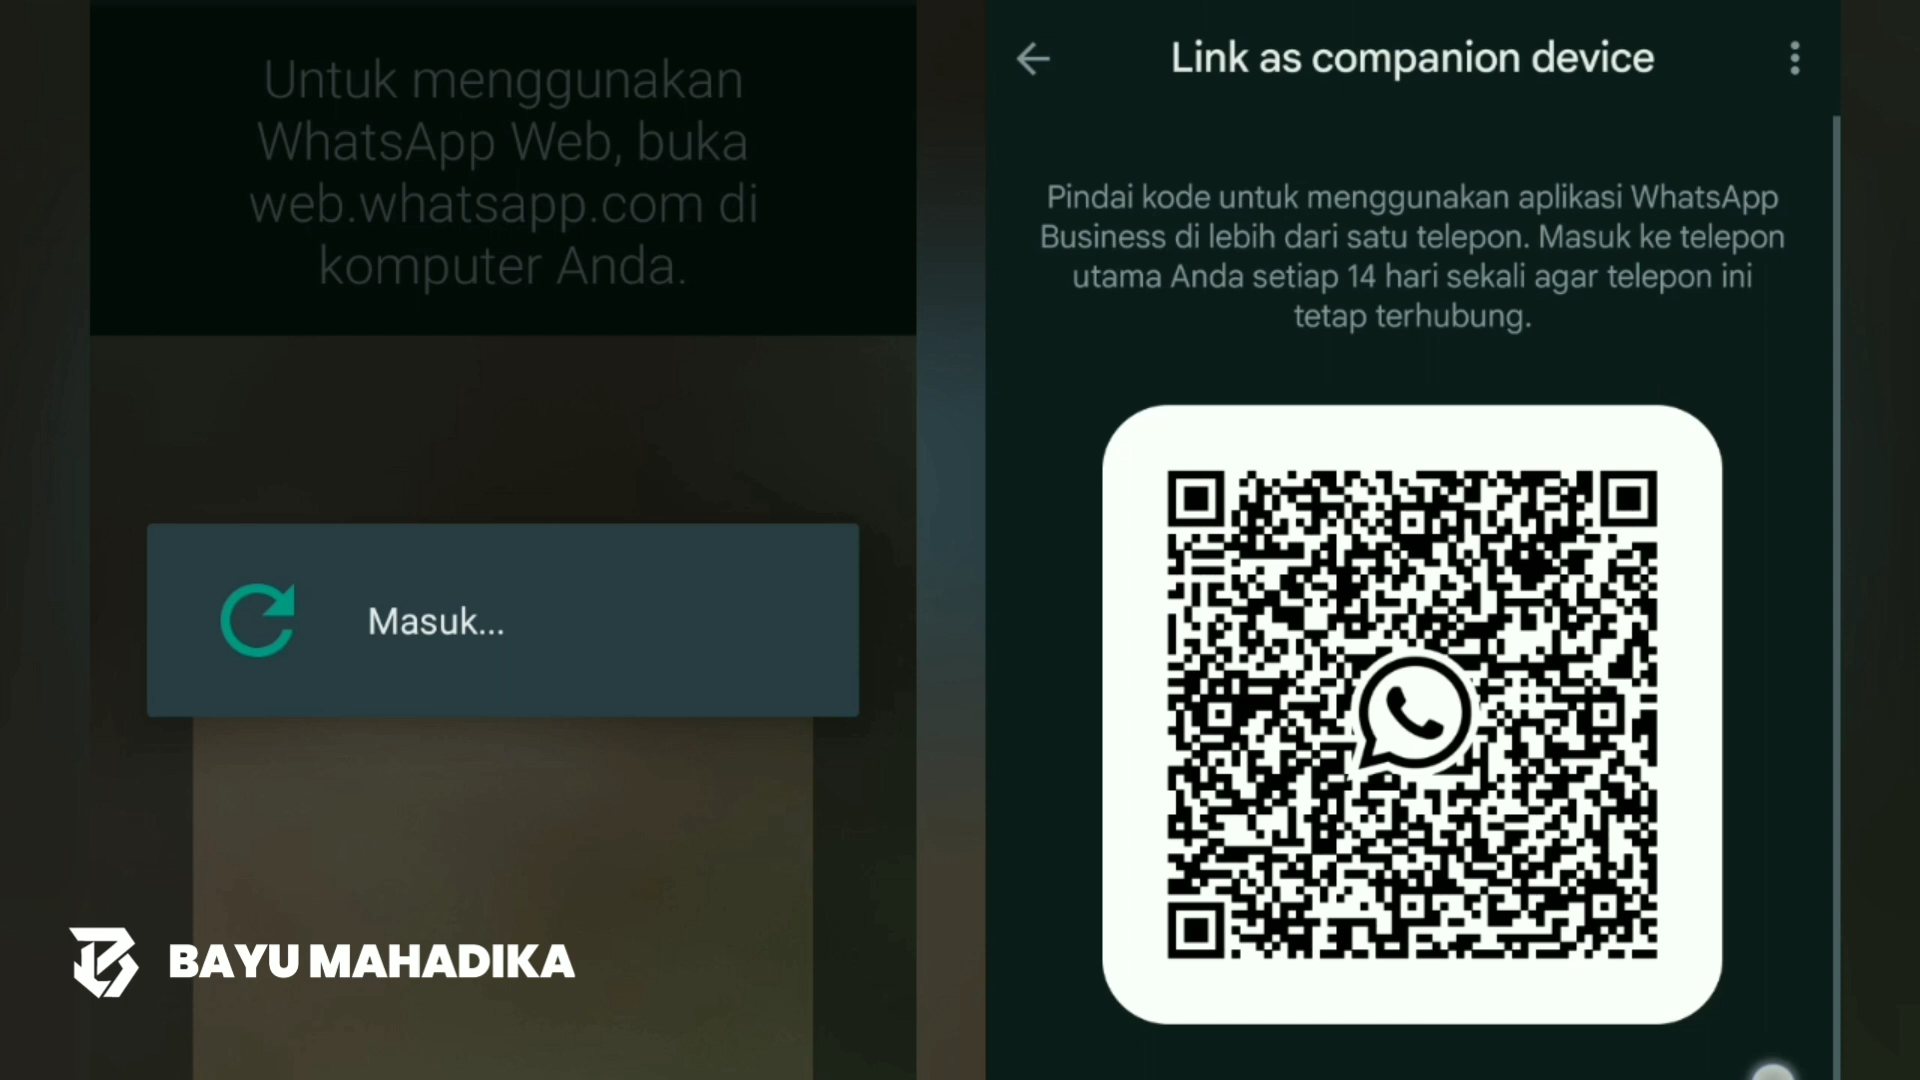 Untuk menggunakan
WhatsApp Web, buka
web.whatsapp.com di
komputer Anda.
Masuk...
BAYU MAHADIKA
Link as companion device
Pindai kode untuk menggunakan aplikasi WhatsApp
Business di lebih dari satu telepon. Masuk ke telepon
utama Anda setiap 14 hari sekali agar telepon ini
tetap terhubung.